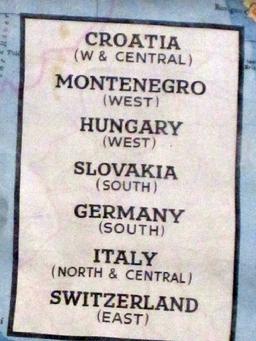 CROATIA
(W & CENTRAL)
MONTENEGRO
(WEST)
HUNGARY
(WEST)
SLOVAKIA
(SOUTH)
GERMANY
(SOUTH)
ITALY
(NORTH & CENTRAL)
SWITZERLAND
(EAST)